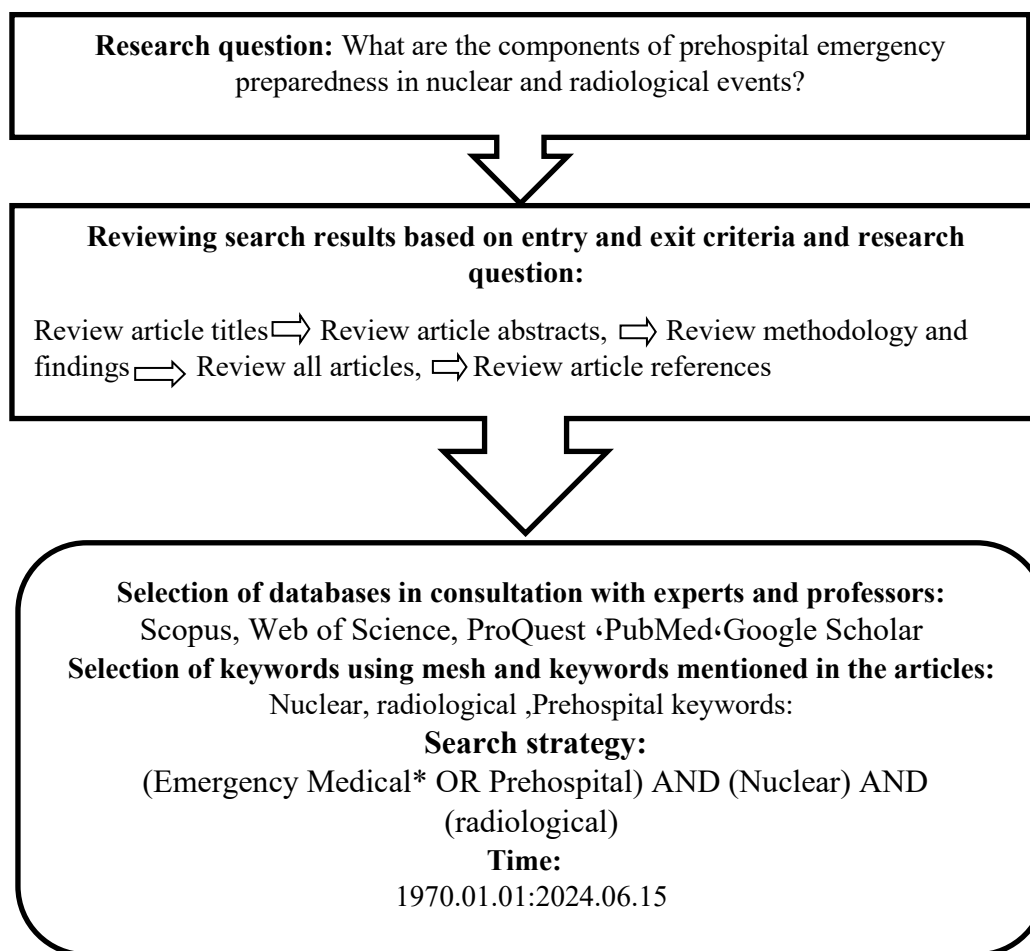 Research question: What are the components of prehospital emergency
preparedness in nuclear and radiological events?
Reviewing search results based on entry and exit criteria and research
question:
Review article titles Review article abstracts, Review methodology and
findings Review all articles, Review article references
Selection of databases in consultation with experts and professors:
Scopus, Web of Science, ProQuest ،PubMed،Google Scholar
Selection of keywords using mesh and keywords mentioned in the articles:
Nuclear, radiological ,Prehospital keywords:
Search strategy:
(Emergency Medical* OR Prehospital) AND (Nuclear) AND
(radiological)
Time:
1970.01.01:2024.06.15